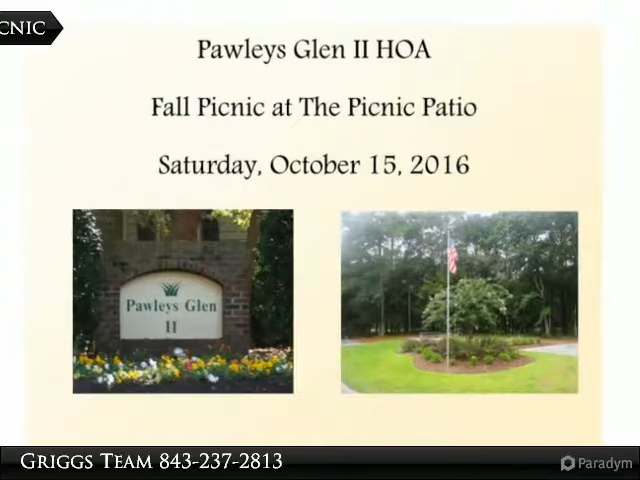 CNIC
Pawleys Glen II HOA
Fall Picnic at The Picnic Patio
Saturday, October 15, 2016
Pawleys Glen
II
Griggs Team 843-237-2813
Paradym